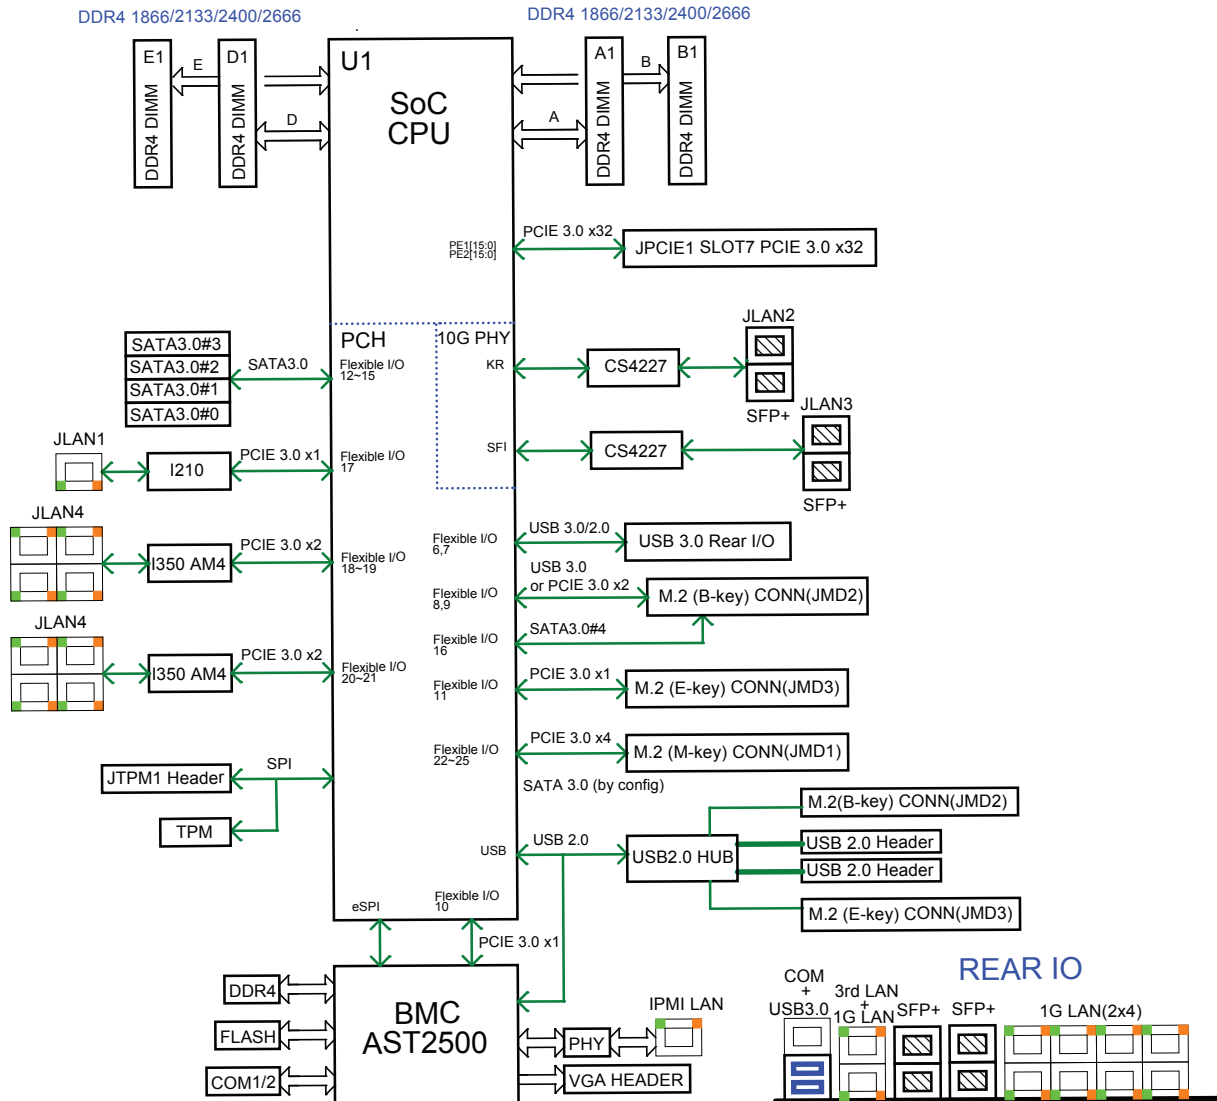 DDR4 1866/2133/2400/2666
DDR4 1866/2133/2400/2666
E1
DDR4 DIMM
E
D1
DDR4 DIMM
D
U1
SoC
CPU
A1
DDR4 DIMM
A
B
B1
DDR4 DIMM
PE1[15:0]
PE2[15:0]
PCIE 3.0 x32
JPCIE1 SLOT7 PCIE 3.0 x32
PCH
10G PHY
SATA3.0#3
SATA3.0#2
SATA3.0#1
SATA3.0#0
SATA3.0
Flexible I/O
12~15
KR
CS4227
JLAN2
SFP+
JLAN1
I210
PCIE 3.0 x1
Flexible I/O
17
SFI
CS4227
JLAN3
SFP+
JLAN4
I350 AM4
PCIE 3.0 x2
Flexible I/O
18~19
Flexible I/O
6,7
USB 3.0/2.0
USB 3.0 Rear I/O
Flexible I/O
8,9
USB 3.0
or PCIE 3.0 x2
M.2 (B-key) CONN(JMD2)
Flexible I/O
16
SATA3.0#4
JLAN4
I350 AM4
PCIE 3.0 x2
Flexible I/O
20~21
Flexible I/O
11
PCIE 3.0 x1
M.2 (E-key) CONN(JMD3)
Flexible I/O
22~25
PCIE 3.0 x4
M.2 (M-key) CONN(JMD1)
SATA 3.0 (by config)
JTPM1 Header
SPI
TPM
USB
USB 2.0
USB2.0 HUB
M.2(B-key) CONN(JMD2)
USB 2.0 Header
USB 2.0 Header
M.2 (E-key) CONN(JMD3)
eSPI
Flexible I/O
10
PCIE 3.0 x1
BMC
AST2500
DDR4
FLASH
COM1/2
PHY
IPMI LAN
VGA HEADER
REAR IO
COM
+
USB3.0
3rd LAN
+
1G LAN
SFP+
SFP+
1G LAN(2x4)